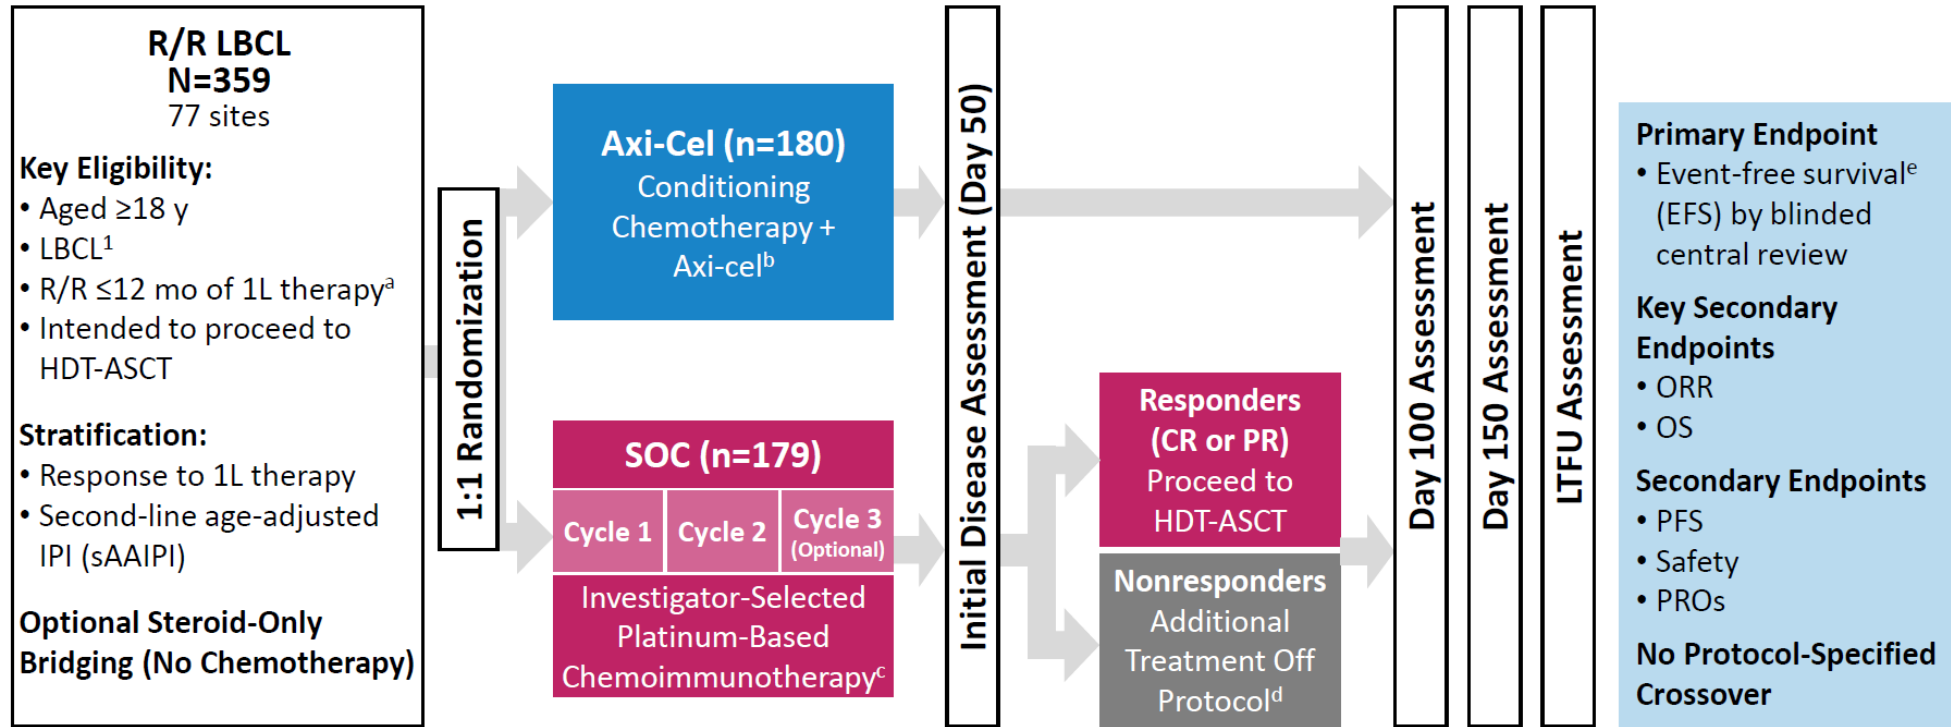 R/R LBCL
N=359
77 sites
Key Eligibility:
• Aged ≥18 y
• LBCL¹
• R/R ≤12 mo of 1L therapyᵃ
• Intended to proceed to
HDT-ASCT
Stratification:
• Response to 1L therapy
• Second-line age-adjusted
IPI (sAAIPI)
Optional Steroid-Only
Bridging (No Chemotherapy)
1:1 Randomization
Axi-Cel (n=180)
Conditioning
Chemotherapy +
Axi-celᵇ
SOC (n=179)
Cycle 1
Cycle 2
Cycle 3
(Optional)
Investigator-Selected
Platinum-Based
Chemoimmunotherapyᶜ
Initial Disease Assessment (Day 50)
Responders
(CR or PR)
Proceed to
HDT-ASCT
Nonresponders
Additional
Treatment Off
Protocolᵈ
Day 100 Assessment
Day 150 Assessment
LTFU Assessment
Primary Endpoint
• Event-free survivalᵉ
(EFS) by blinded
central review
Key Secondary
Endpoints
• ORR
• OS
Secondary Endpoints
• PFS
• Safety
• PROs
No Protocol-Specified
Crossover